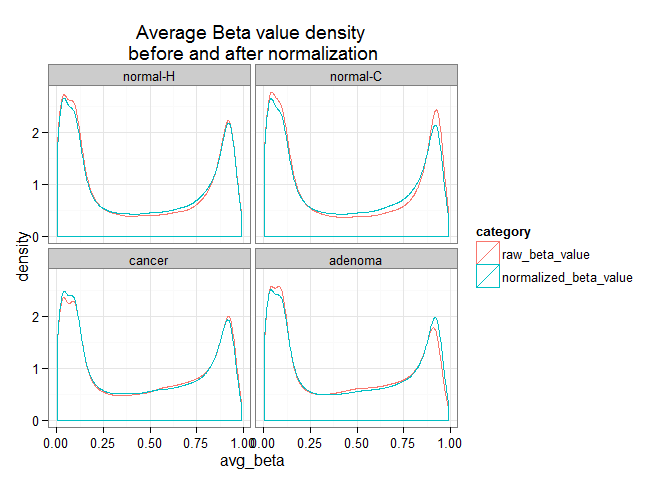 Average Beta value density
before and after normalization
normal-H
normal-C
2
1
0
cancer
adenoma
2
1
0
density
0.00 0.25 0.50 0.75 1.00 0.00 0.25 0.50 0.75 1.00
avg_beta
category
raw_beta_value
normalized_beta_value